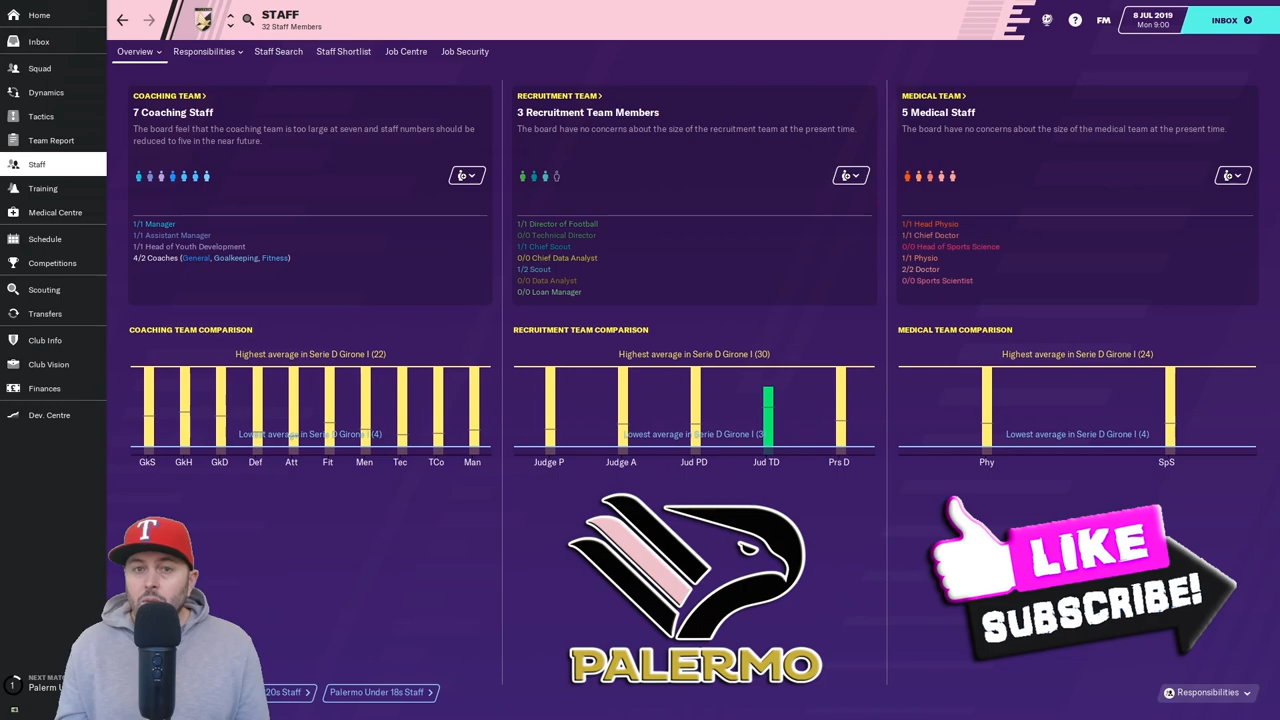 Home
Inbox
Squad
Dynamics
Tactics
Team Report
Staff
Training
Medical Centre
Schedule
Competitions
Scouting
Transfers
Club Info
Club Vision
Finances
Dev. Centre
1
NEXT MATC
Palerm U
STAFF
32 Staff Members
?
FM
8 JUL 2019
Mon 9:00
INBOX
Overview
Responsibilities
Staff Search
Staff Shortlist
Job Centre
Job Security
COACHING TEAM
7 Coaching Staff
The board feel that the coaching team is too large at seven and staff numbers should be
reduced to five in the near future.
1/1 Manager
1/1 Assistant Manager
1/1 Head of Youth Development
4/2 Coaches (General, Goalkeeping, Fitness)
RECRUITMENT TEAM
3 Recruitment Team Members
The board have no concerns about the size of the recruitment team at the present time.
1/1 Director of Football
0/0 Technical Director
1/1 Chief Scout
0/0 Chief Data Analyst
1/2 Scout
0/0 Data Analyst
0/0 Loan Manager
MEDICAL TEAM
5 Medical Staff
The board have no concerns about the size of the medical team at the present time.
1/1 Head Physio
1/1 Chief Doctor
0/0 Head of Sports Science
1/1 Physio
2/2 Doctor
0/0 Sports Scientist
COACHING TEAM COMPARISON
Highest average in Serie D Girone I (22)
Lowest average in Serie D Girone I (4)
GkS GkH GkD Def Att Fit Men Tec TCo Man
RECRUITMENT TEAM COMPARISON
Highest average in Serie D Girone I (30)
Lowest average in Serie D Girone I (3)
Judge P Judge A Jud PD Jud TD Prs D
MEDICAL TEAM COMPARISON
Highest average in Serie D Girone I (24)
Lowest average in Serie D Girone I (4)
Phy SpS
T
PALERMO
LIKE
SUBSCRIBE!
20s Staff
Palermo Under 18s Staff
Responsibilities